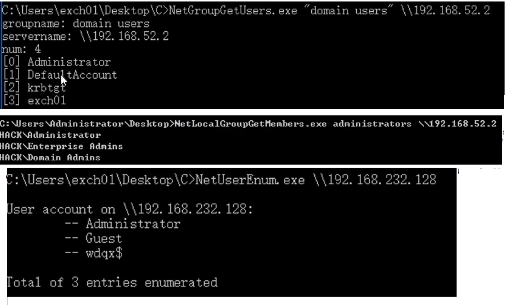 C:\Users\exch01\Desktop\C>NetGroupGetUsers.exe "domain users" \\192.168.52.2
groupname: domain users
servername: \\192.168.52.2
num: 4
[0] Administrator
[1] DefaultAccount
[2] krbtgt
[3] exch01
C:\Users\Administrator\Desktop>NetLocalGroupGetMembers.exe administrators \\192.168.52.2
HACK\Administrator
HACK\Enterprise Admins
HACK\Domain Admins
C:\Users\exch01\Desktop\C>NetUserEnum.exe \\192.168.232.128
User account on \\192.168.232.128:
-- Administrator
-- Guest
-- wdqx$
Total of 3 entries enumerated